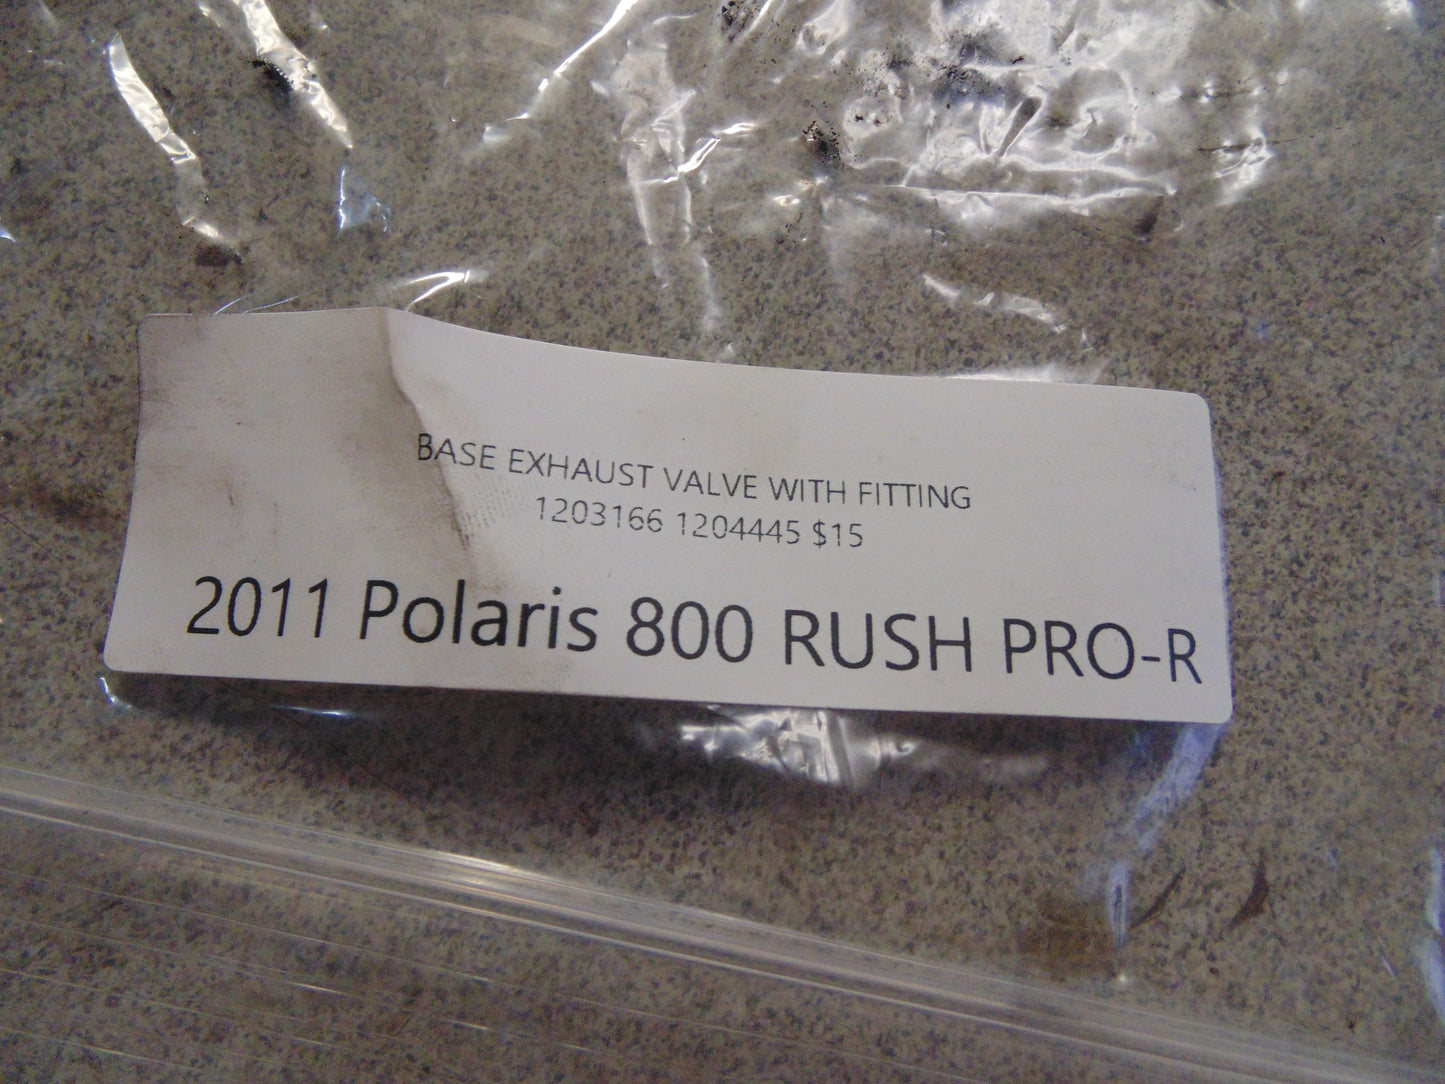 BASE EXHAUST VALVE WITH FITTING
1203166 1204445 $15
2011 Polaris 800 RUSH PRO-R